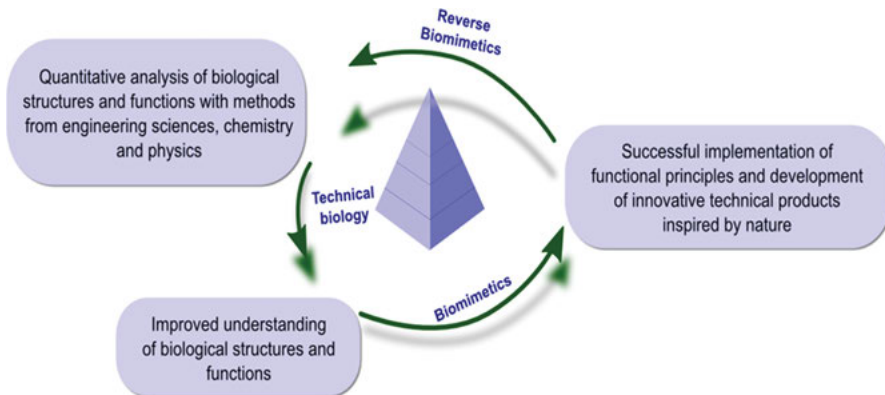 Reverse
Biomimetics
Quantitative analysis of biological
structures and functions with methods
from engineering sciences, chemistry
and physics
Successful implementation of
functional principles and development
of innovative technical products
inspired by nature
Technical
biology
Biomimetics
Improved understanding
of biological structures and
functions